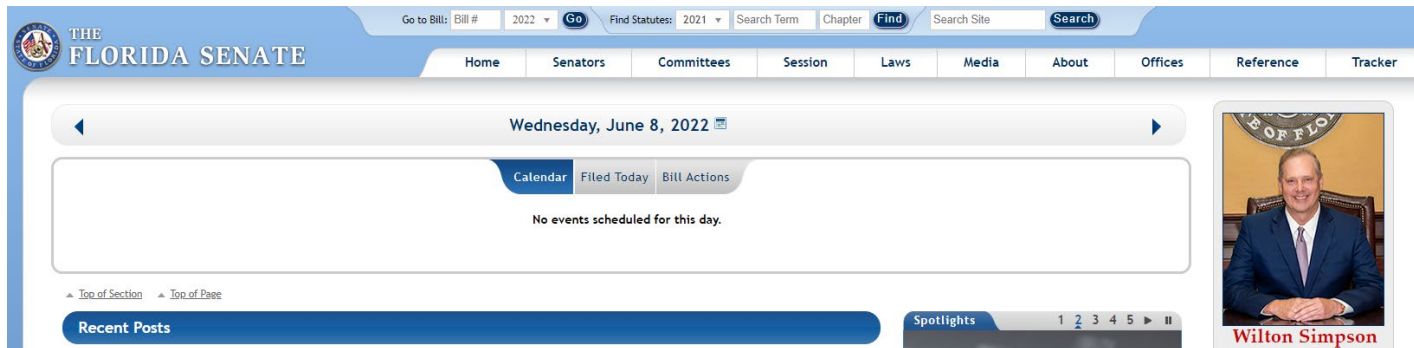 Go to Bill: Bill # 2022 Go Find Statutes: 2021 Search Term Chapter Find Search Site Search
THE
FLORIDA SENATE
Home Senators Committees Session Laws Media About Offices Reference Tracker
Wednesday, June 8, 2022
Calendar Filed Today Bill Actions
No events scheduled for this day.
Top of Section Top of Page
Recent Posts
Spotlights 1 2 3 4 5
OF FLO
Wilton Simpson